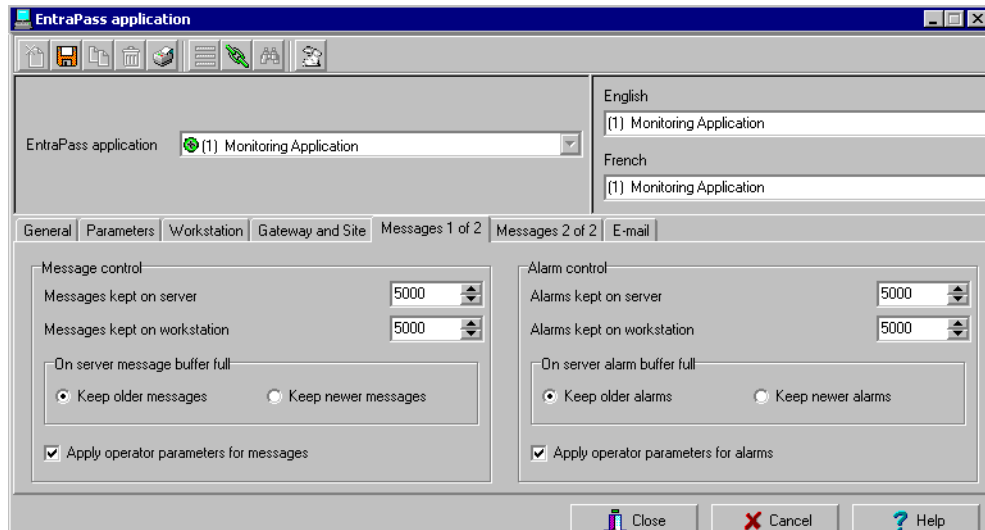 EntraPass application
English
(1) Monitoring Application
EntraPass application
(1) Monitoring Application
French
(1) Monitoring Application
General Parameters Workstation Gateway and Site Messages 1 of 2 Messages 2 of 2 E-mail
Message control
Messages kept on server 5000
Messages kept on workstation 5000
On server message buffer full
Keep older messages Keep newer messages
Apply operator parameters for messages
Alarm control
Alarms kept on server 5000
Alarms kept on workstation 5000
On server alarm buffer full
Keep older alarms Keep newer alarms
Apply operator parameters for alarms
Close Cancel Help